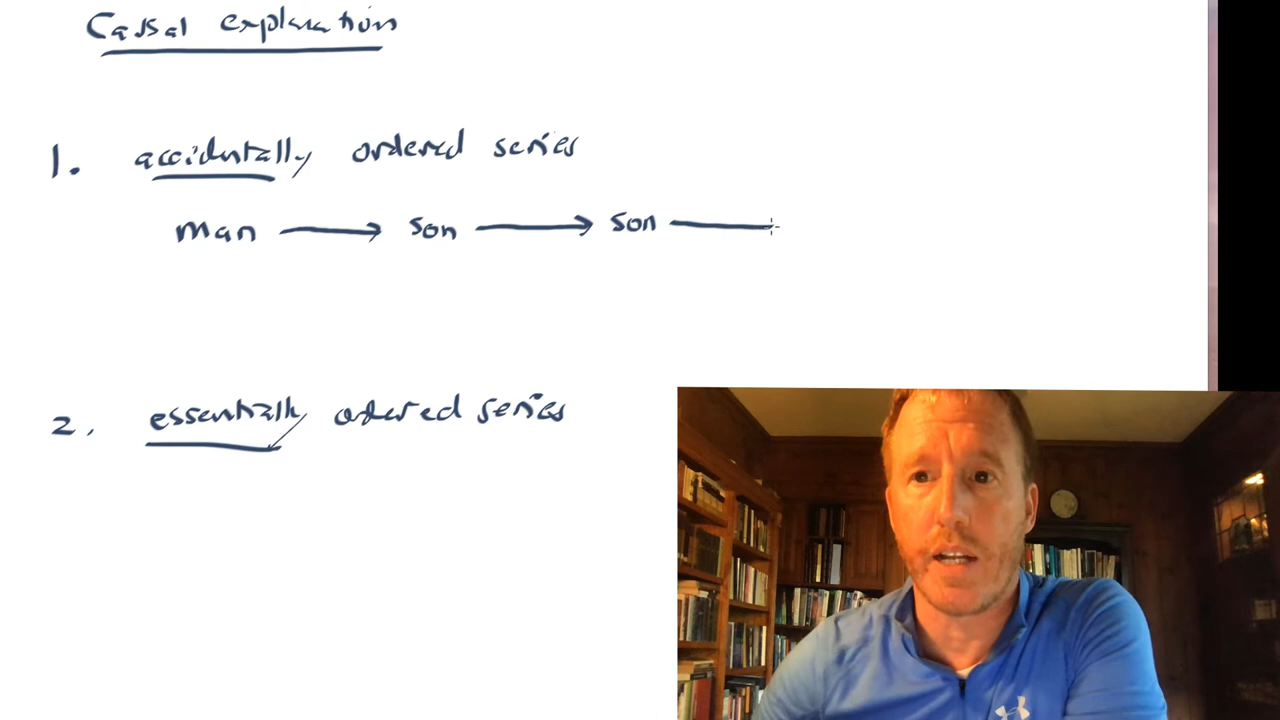 Causal explanation
1. accidentally ordered series
man → son → son —
2. essentially ordered series